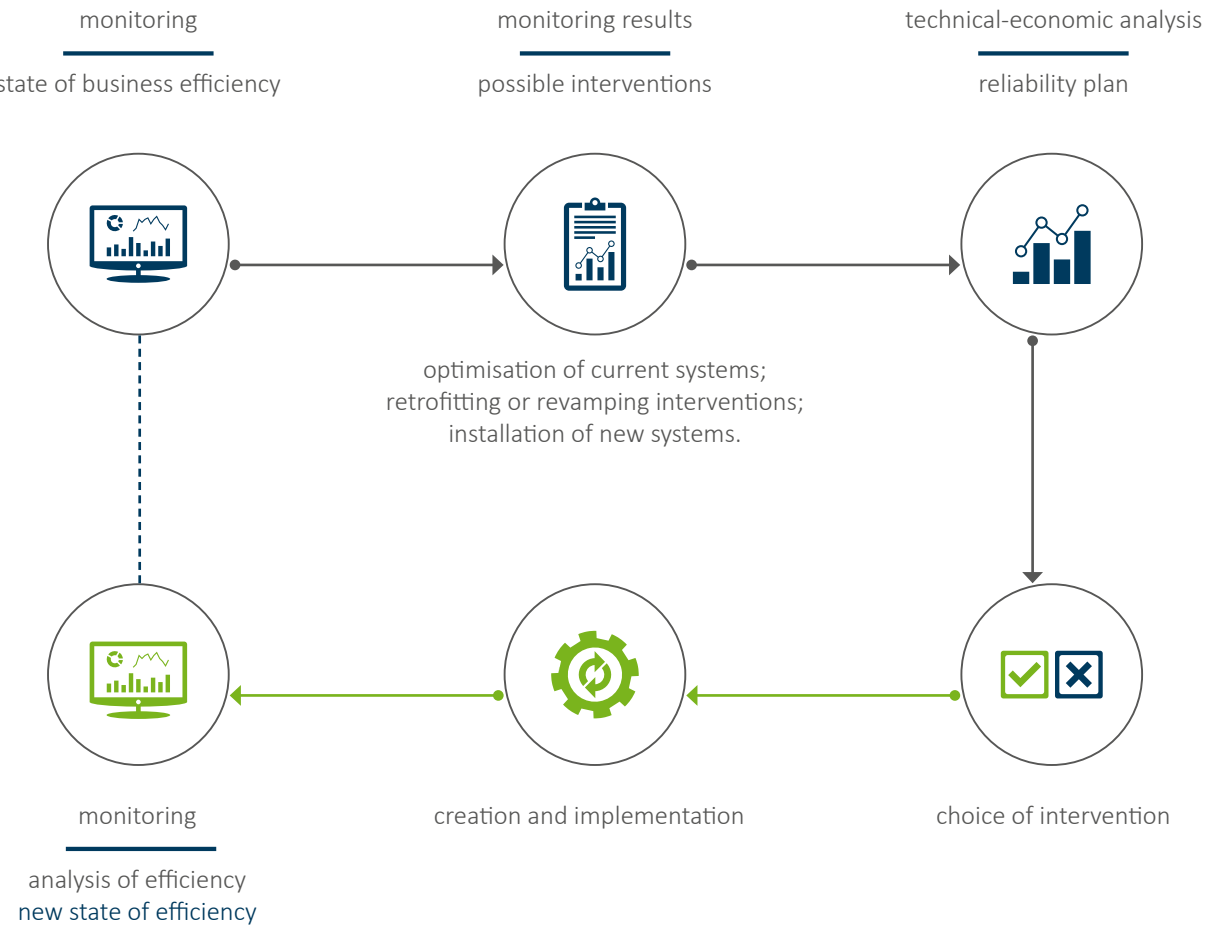 monitoring
state of business efficiency
monitoring results
possible interventions
technical-economic analysis
reliability plan
optimisation of current systems;
retrofitting or revamping interventions;
installation of new systems.
monitoring
analysis of efficiency
new state of efficiency
creation and implementation
choice of intervention